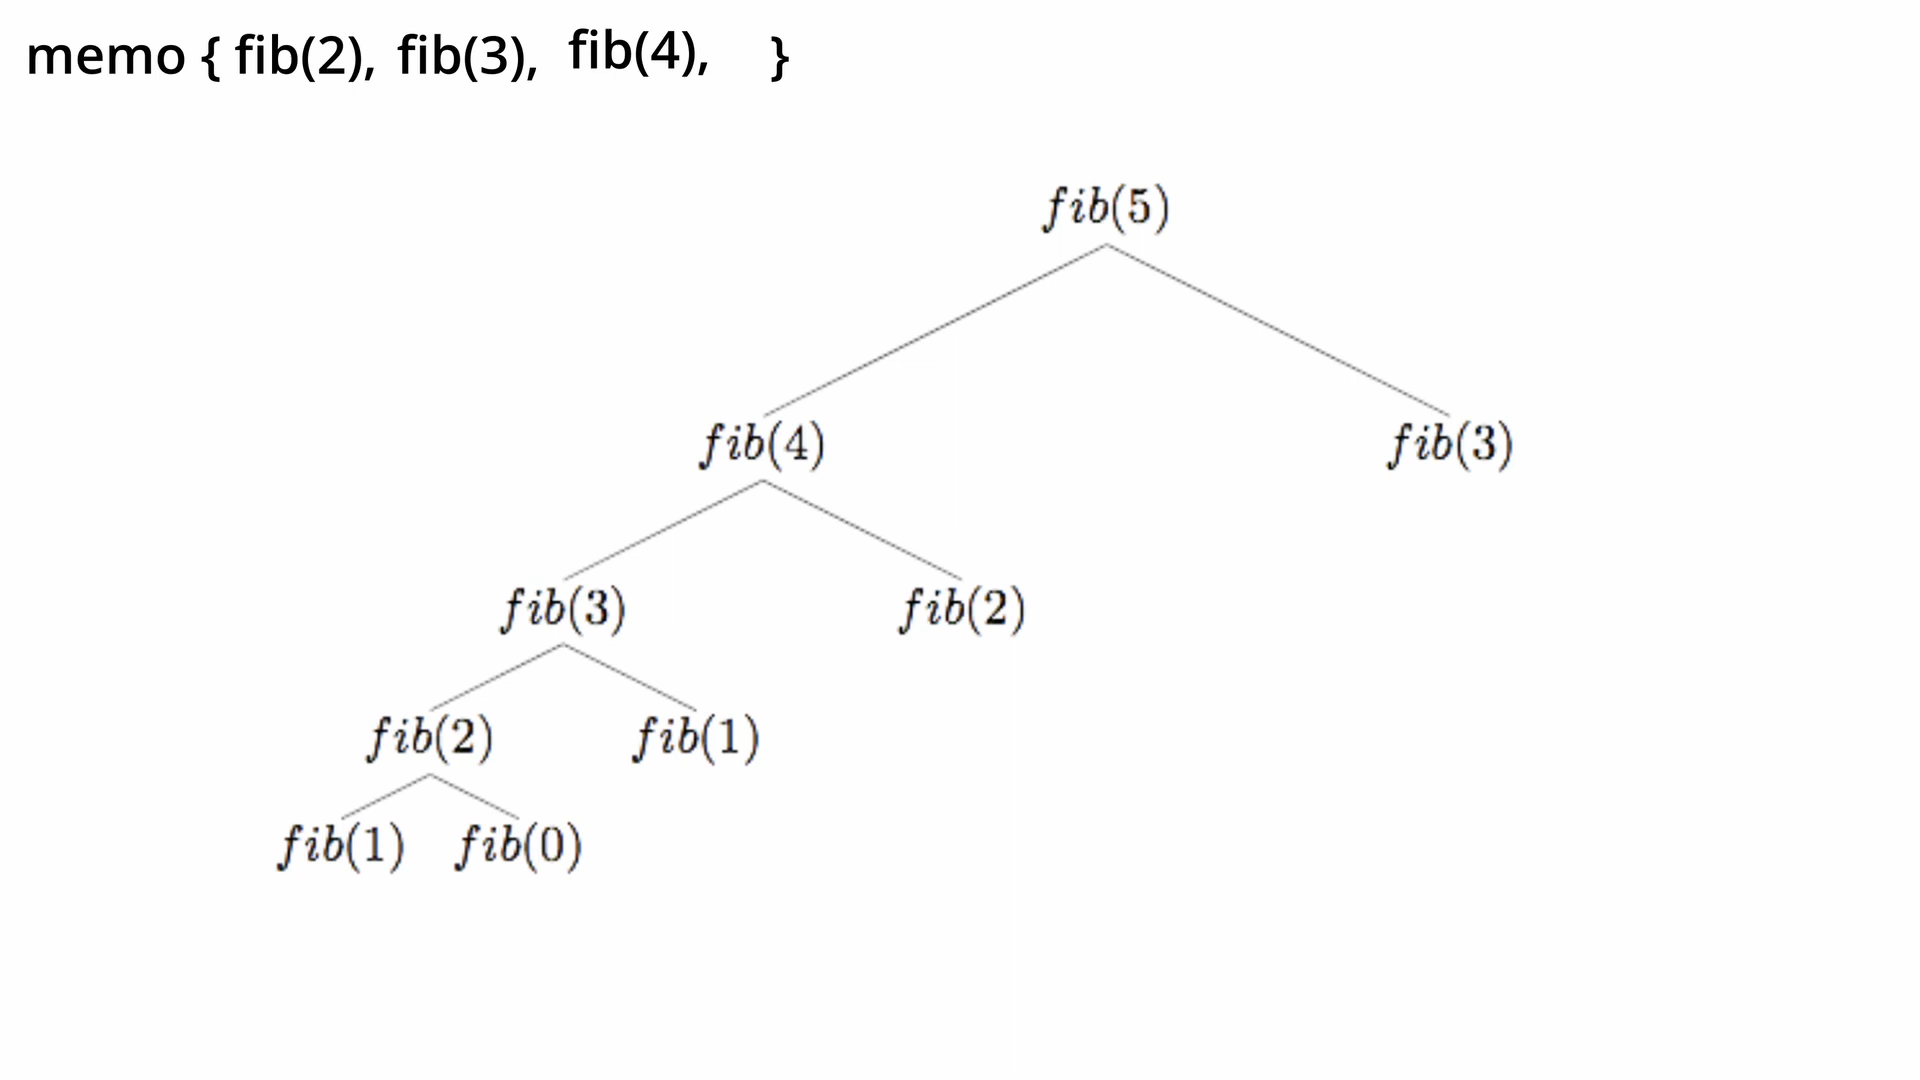 memo { fib(2), fib(3), fib(4), }
fib(5)
fib(4) fib(3)
fib(3) fib(2)
fib(2) fib(1)
fib(1) fib(0)